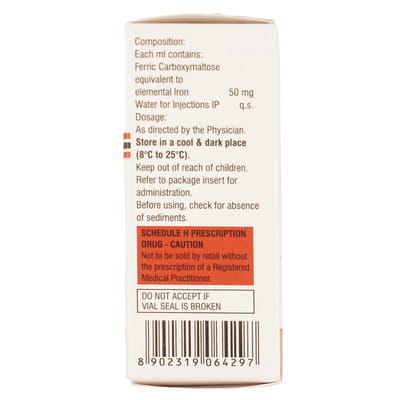 Composition:
Each ml contains:
Ferric Carboxymaltose
equivalent to
elemental Iron 50 mg
Water for Injections IP q.s.
Dosage:
As directed by the Physician.
Store in a cool & dark place
(8°C to 25°C).
Keep out of reach of children.
Refer to package insert for
administration.
Before using, check for absence
of sediments.
SCHEDULE H PRESCRIPTION
DRUG - CAUTION
Not to be sold by retail without
the prescription of a Registered
Medical Practitioner.
DO NOT ACCEPT IF
VIAL SEAL IS BROKEN
8 902319 064297